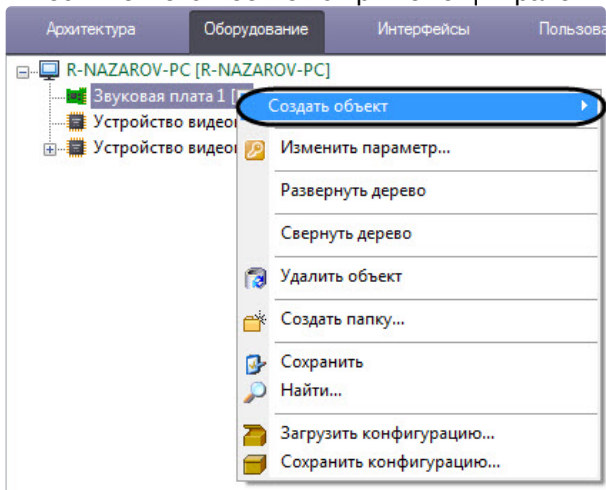 Архитектура Оборудование Интерфейсы Пользова
R-NAZAROV-PC [R-NAZAROV-PC]
Звуковая плата 1 [
Устройство видео
Устройство видео
Создать объект
Изменить параметр...
Развернуть дерево
Свернуть дерево
Удалить объект
Создать папку...
Сохранить
Найти...
Загрузить конфигурацию...
Сохранить конфигурацию...